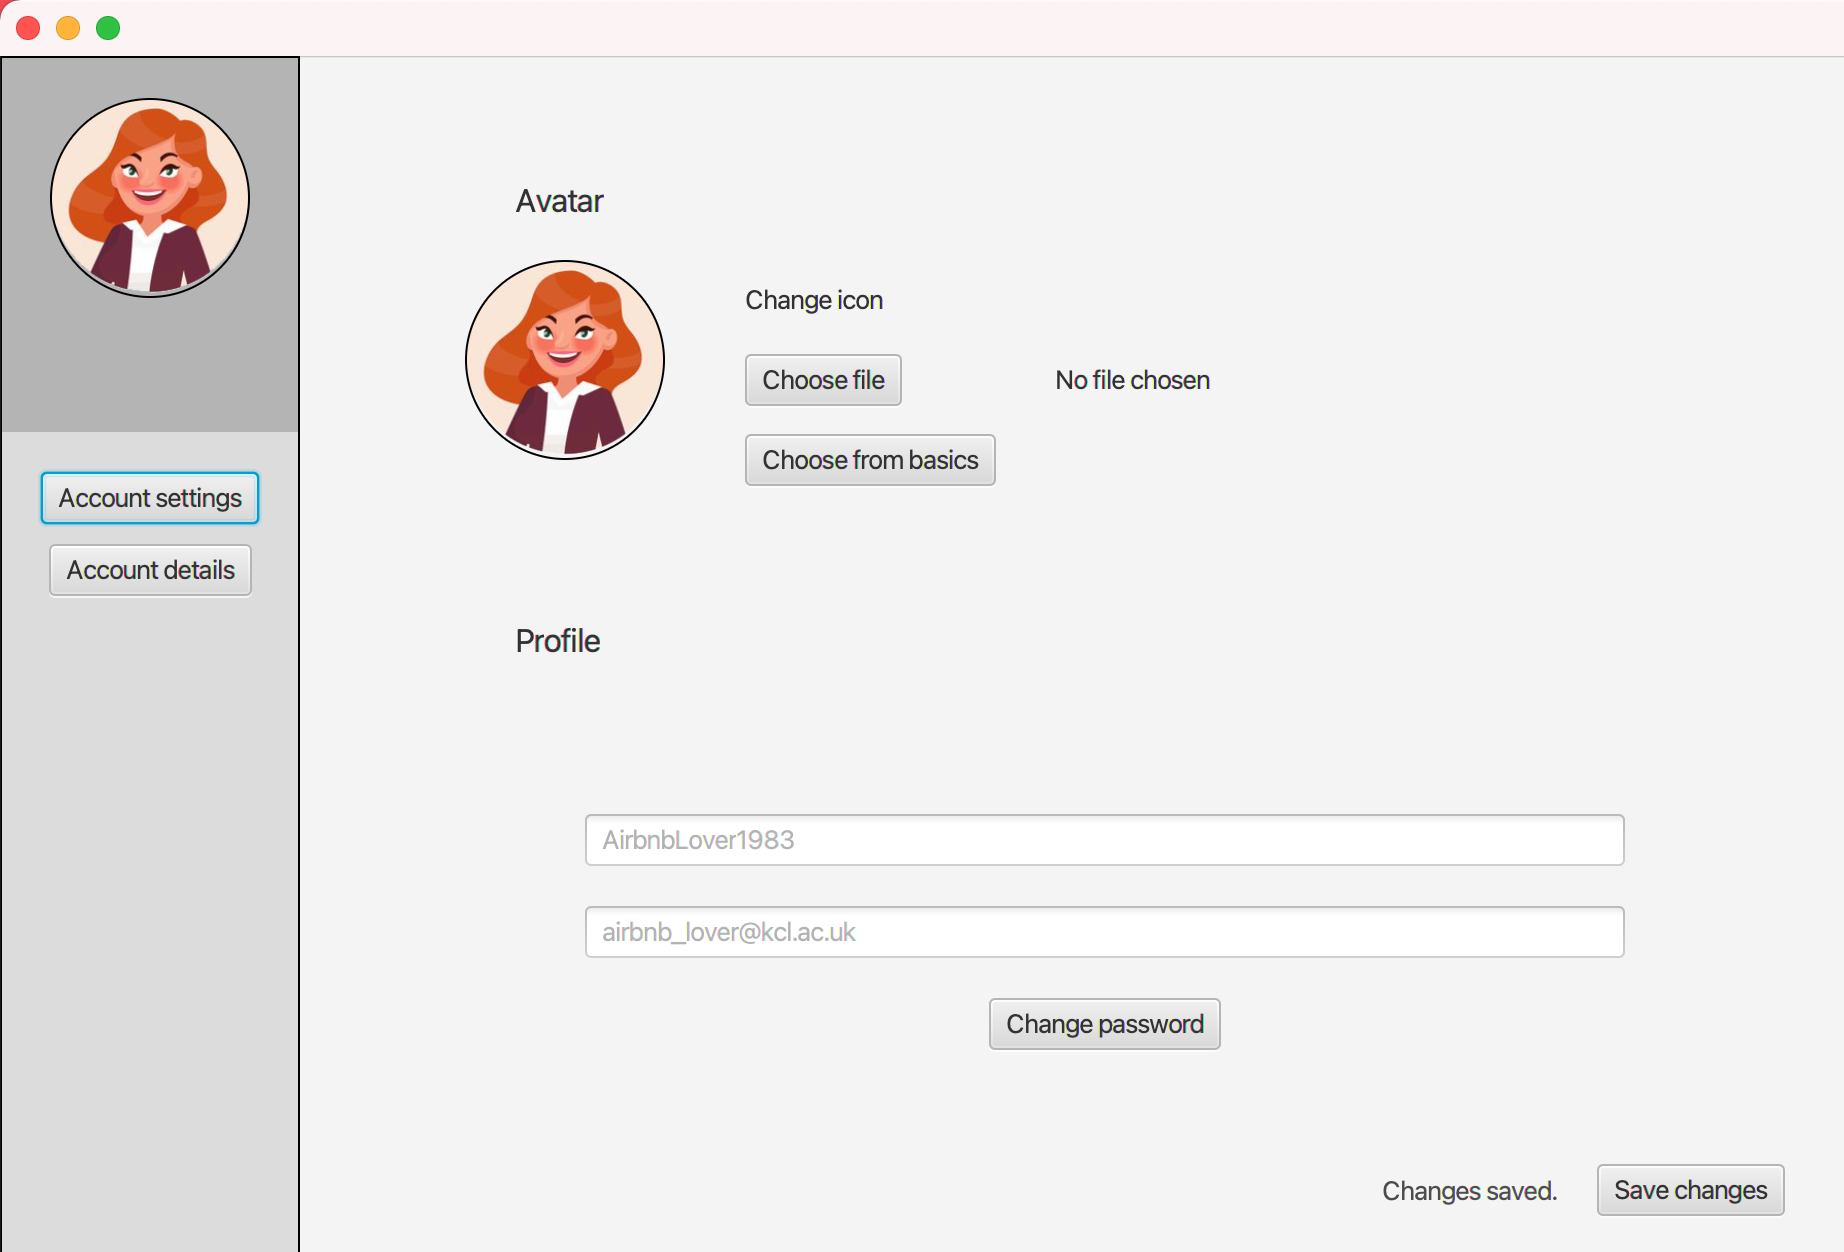 Avatar
Change icon
Choose file
No file chosen
Choose from basics
Account settings
Account details
Profile
AirbnbLover1983
airbnb_lover@kcl.ac.uk
Change password
Changes saved.
Save changes